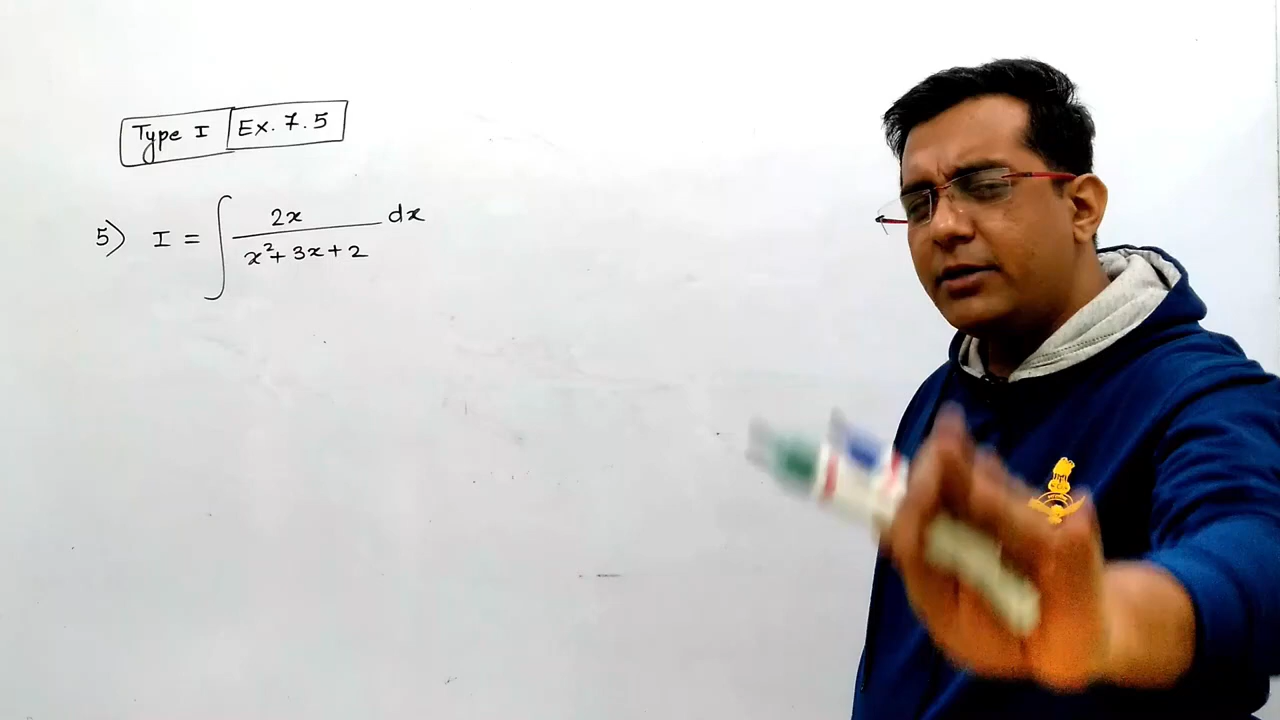 Type I Ex. 7.5
5) I = ∫ 2x / (x² + 3x + 2) dx